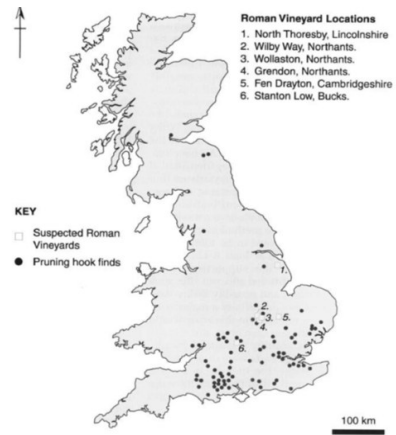 Roman Vineyard Locations
1. North Thoresby, Lincolnshire
2. Wilby Way, Northants.
3. Wollaston, Northants.
4. Grendon, Northants.
5. Fen Drayton, Cambridgeshire
6. Stanton Low, Bucks.
KEY
Suspected Roman
Vineyards
Pruning hook finds
1.
2.
3. 5.
4.
6.
100 km